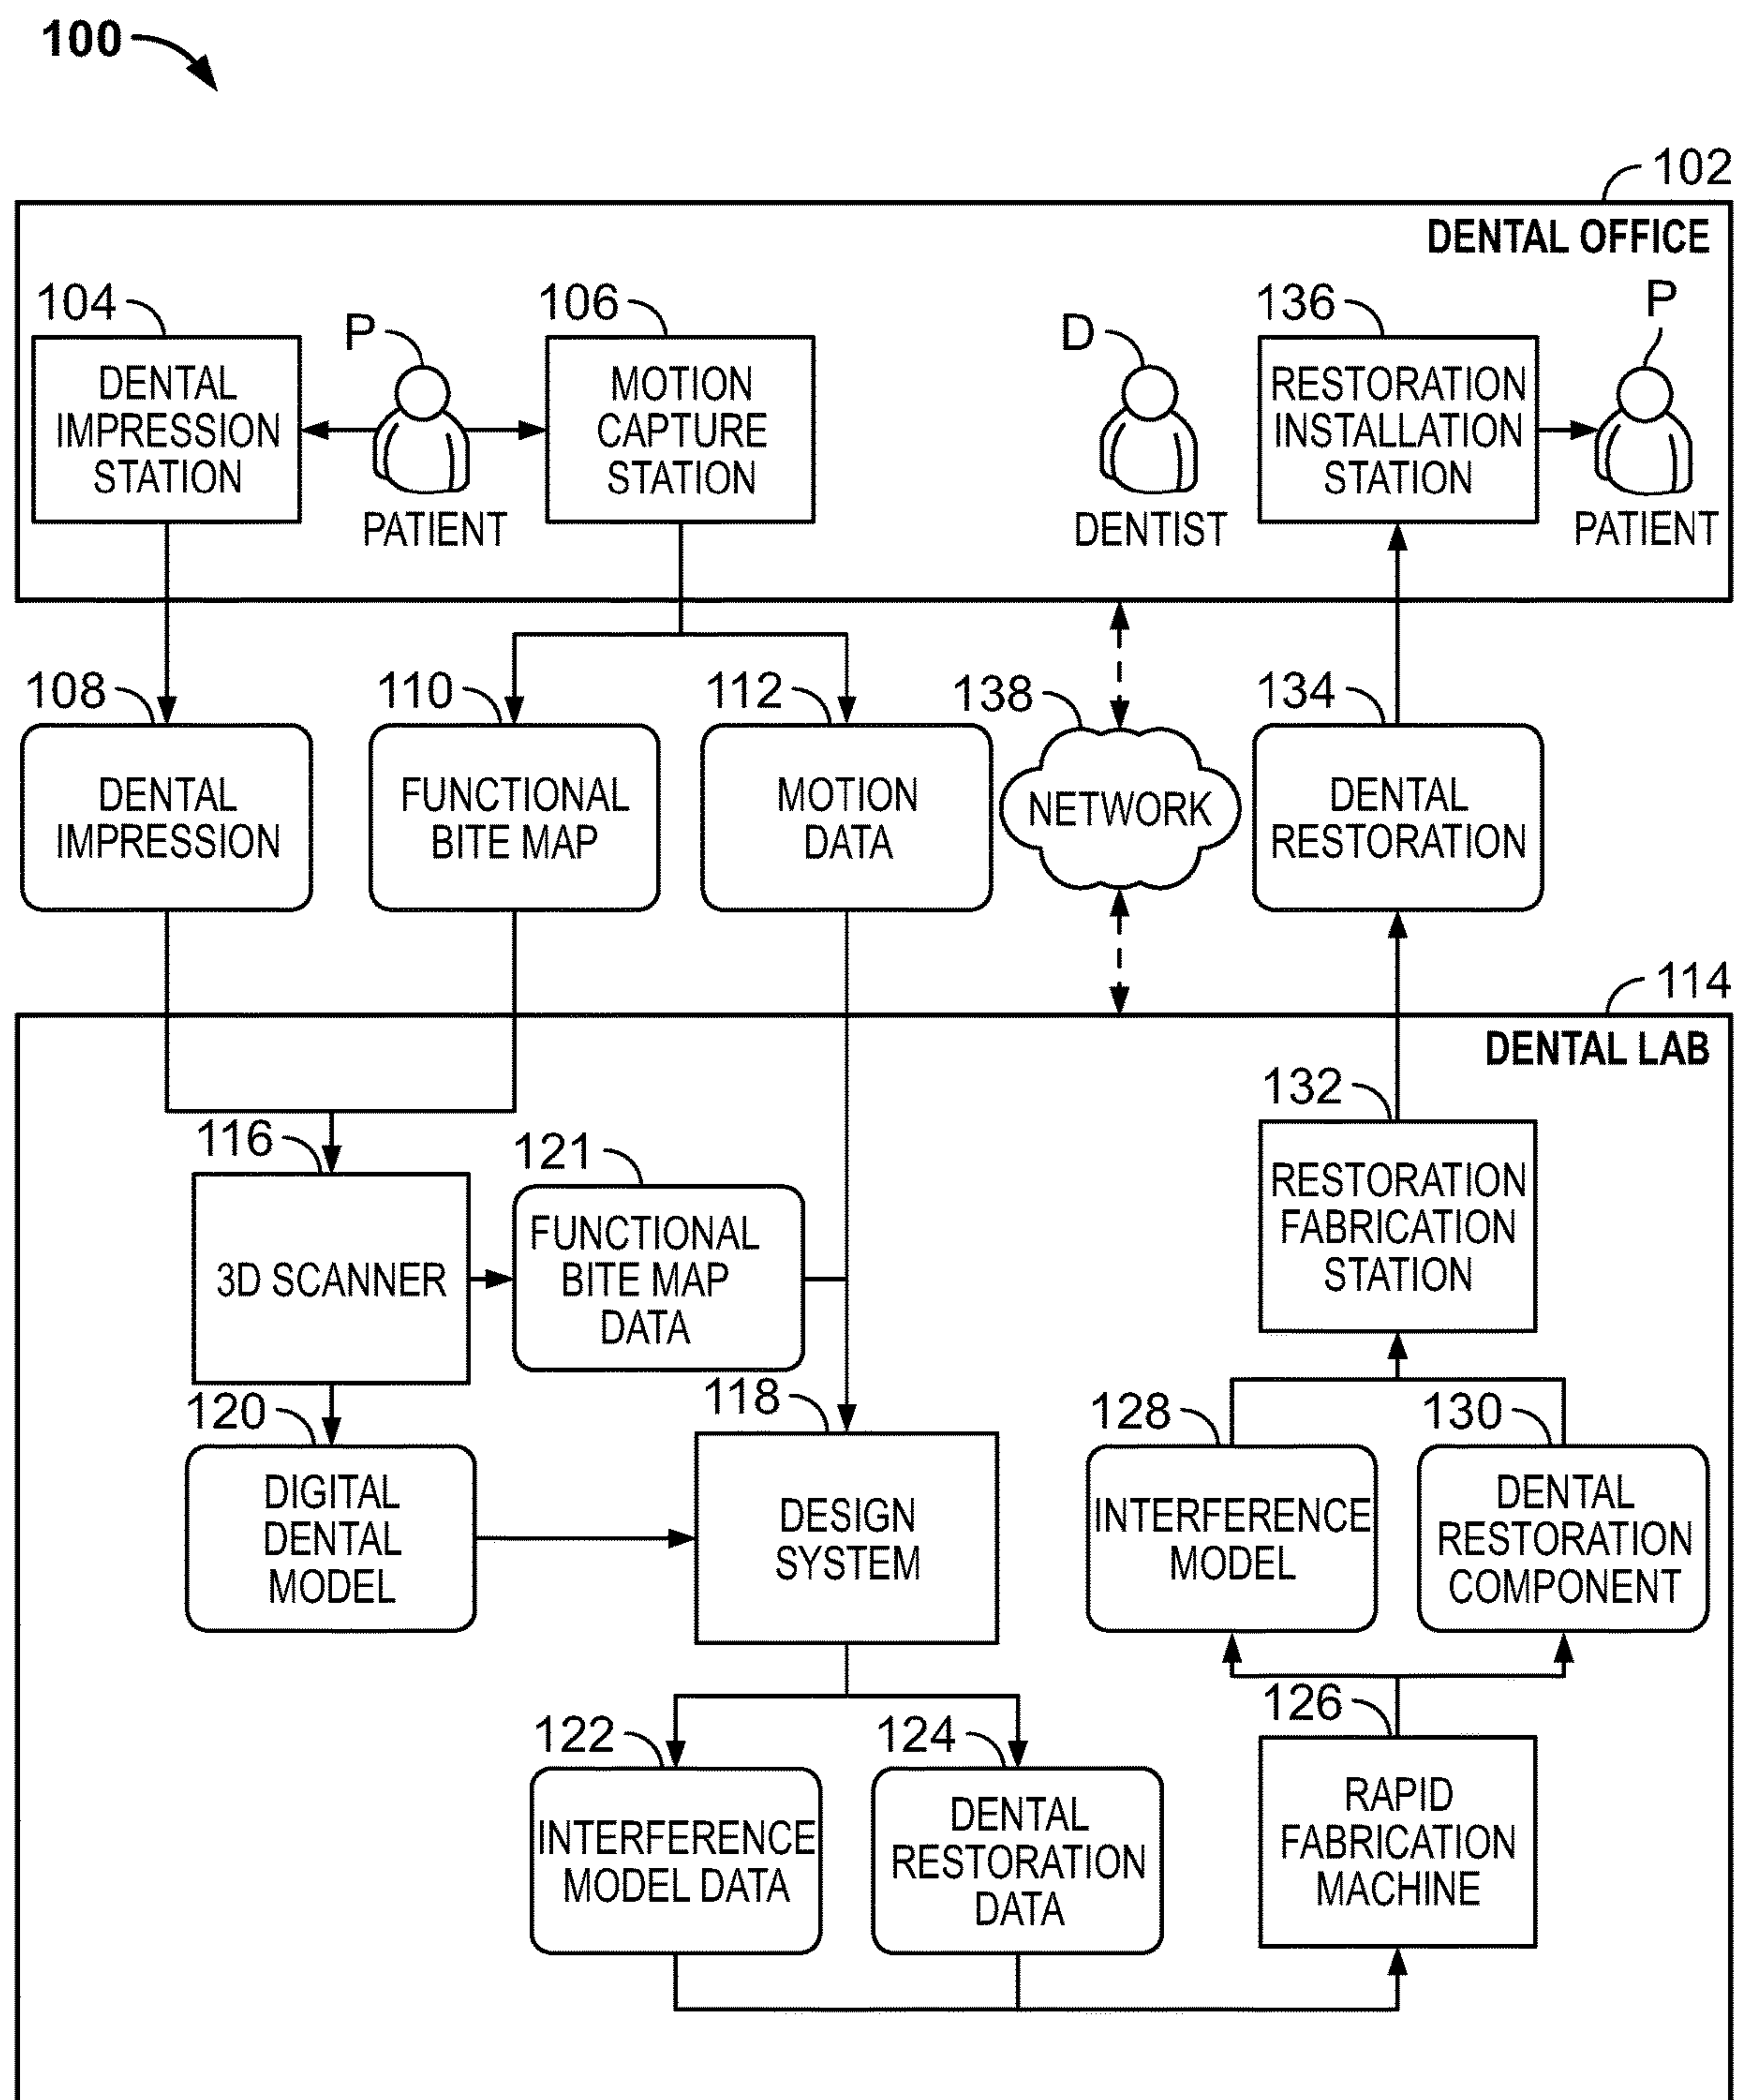 100
102
DENTAL OFFICE
104
P
106
D
136
P
DENTAL
IMPRESSION
STATION
PATIENT
MOTION
CAPTURE
STATION
DENTIST
RESTORATION
INSTALLATION
STATION
PATIENT
108
110
112
138
134
DENTAL
IMPRESSION
FUNCTIONAL
BITE MAP
MOTION
DATA
NETWORK
DENTAL
RESTORATION
114
DENTAL LAB
116
121
132
3D SCANNER
FUNCTIONAL
BITE MAP
DATA
RESTORATION
FABRICATION
STATION
120
118
128
130
DIGITAL
DENTAL
MODEL
DESIGN
SYSTEM
INTERFERENCE
MODEL
DENTAL
RESTORATION
COMPONENT
122
124
126
INTERFERENCE
MODEL DATA
DENTAL
RESTORATION
DATA
RAPID
FABRICATION
MACHINE